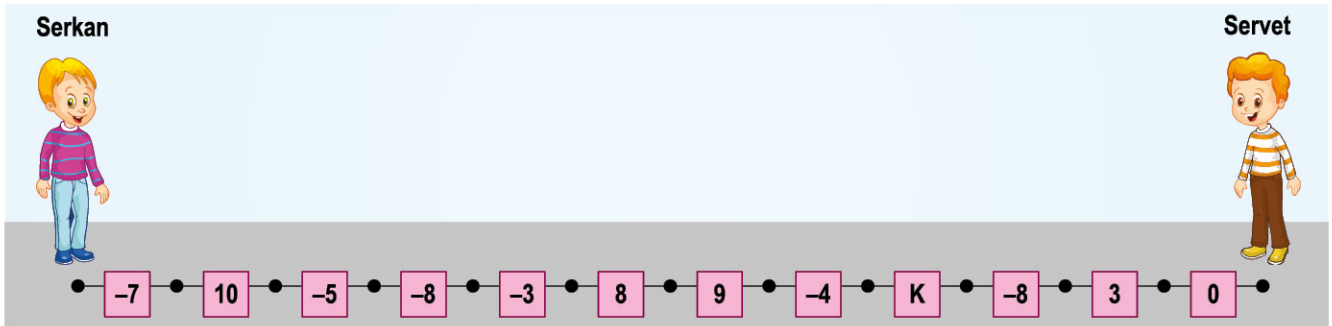 Serkan Servet
–7 10 –5 –8 –3 8 9 –4 K –8 3 0